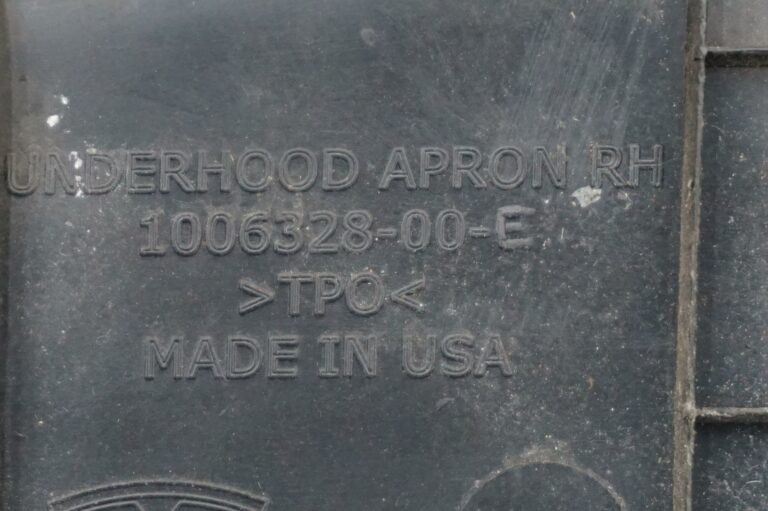 UNDERHOOD APRON RH
1006328-00-E
>TPO<
MADE IN USA